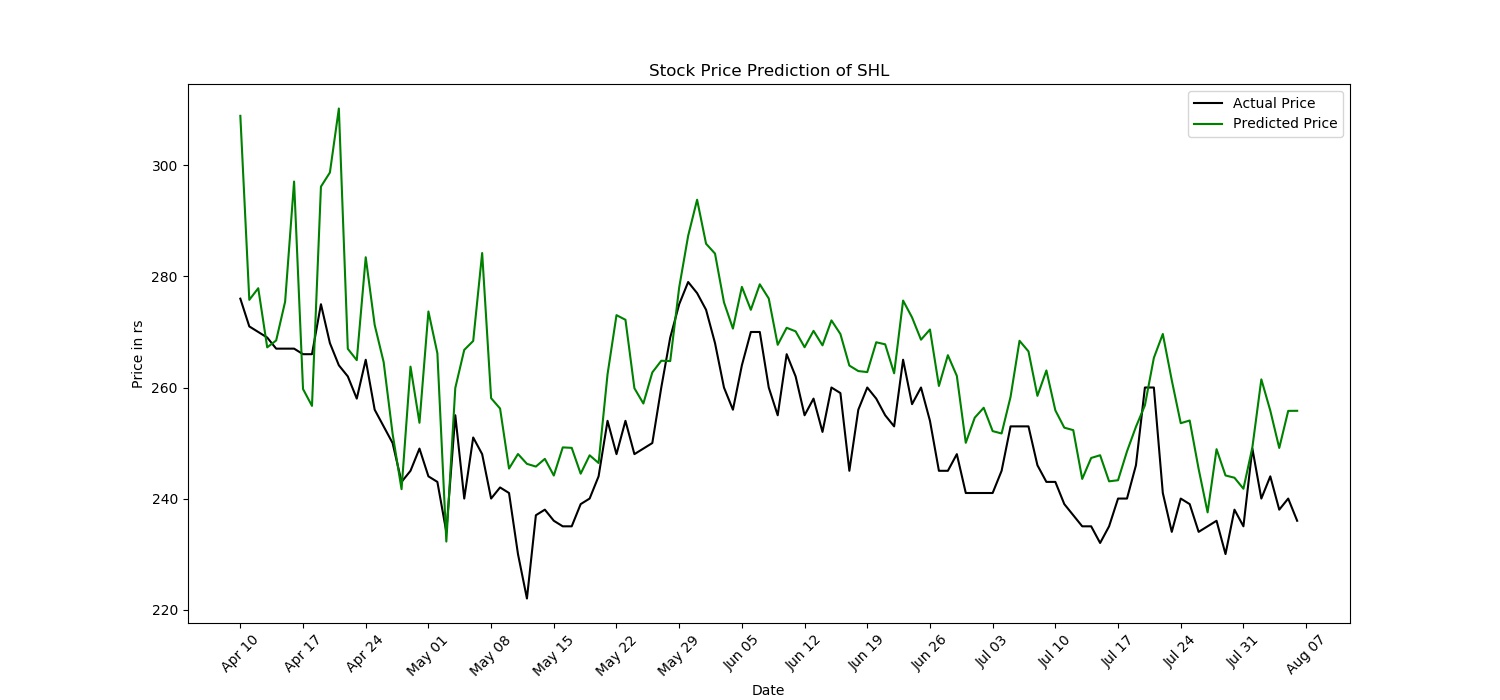 Stock Price Prediction of SHL
Actual Price
Predicted Price
Price in rs
300
280
260
240
220
Apr 10
Apr 17
Apr 24
May 01
May 08
May 15
May 22
May 29
Jun 05
Jun 12
Jun 19
Jun 26
Jul 03
Jul 10
Jul 17
Jul 24
Jul 31
Aug 07
Date